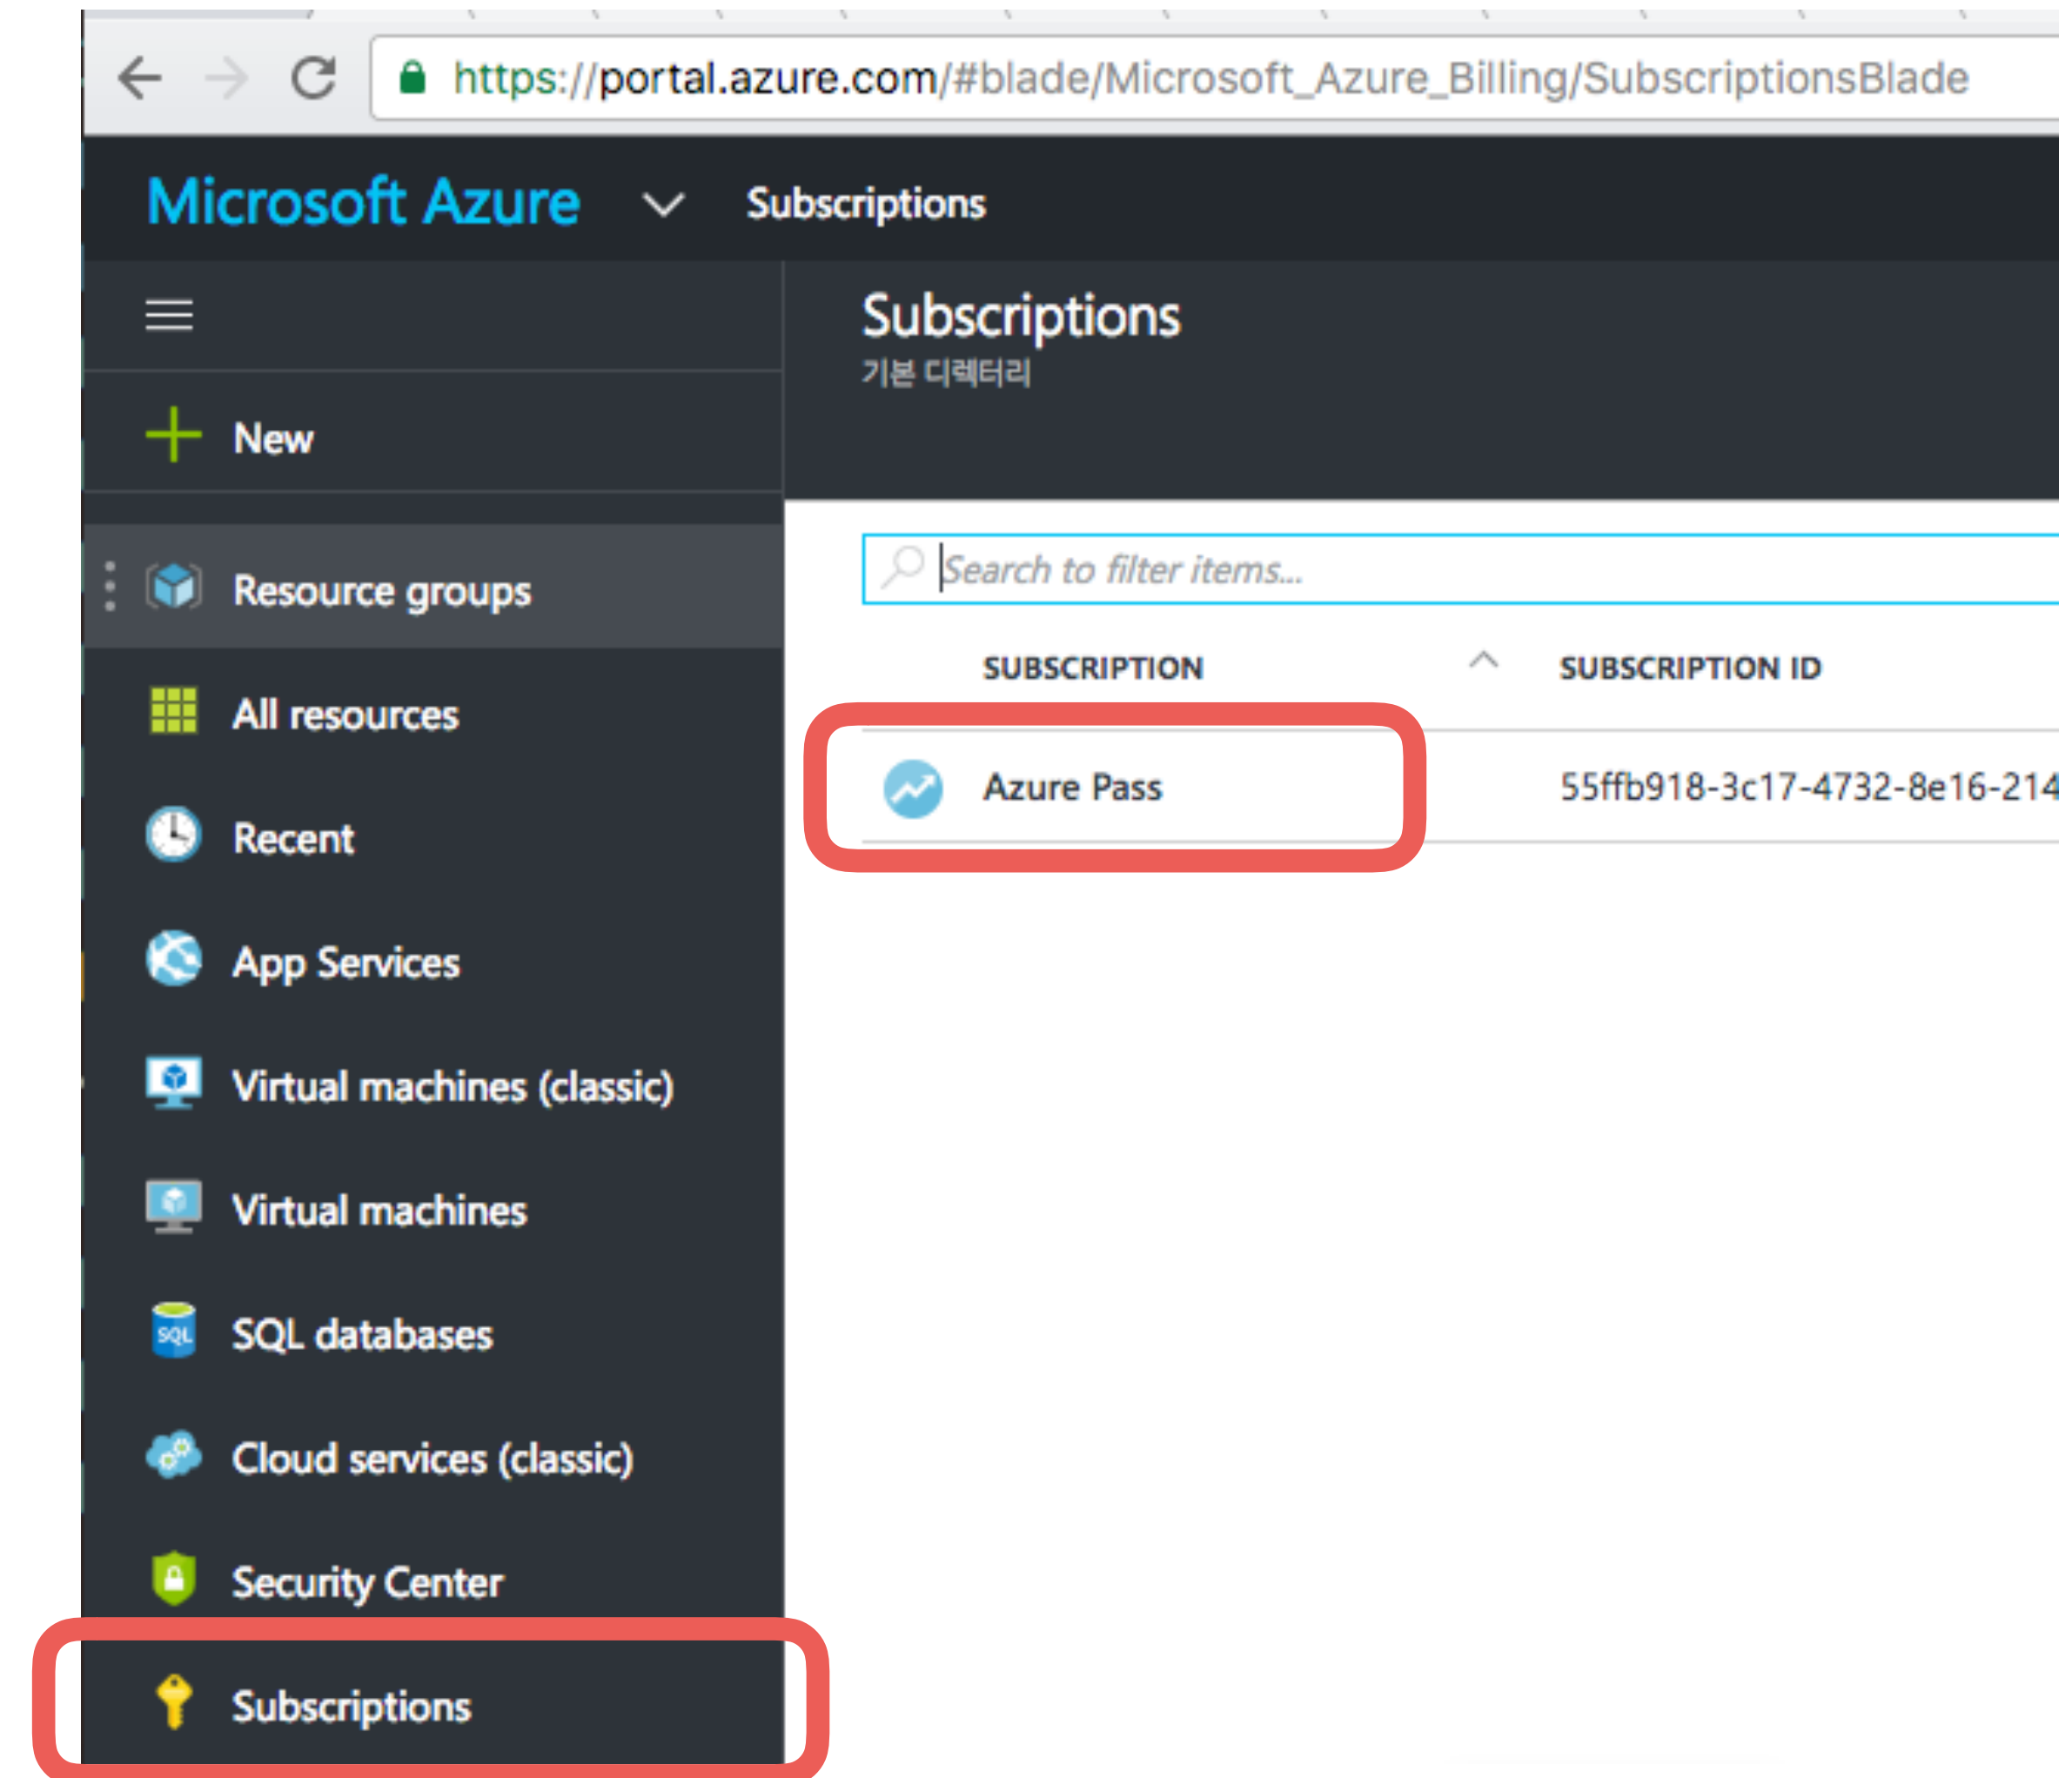 https://portal.azure.com/#blade/Microsoft_Azure_Billing/SubscriptionsBlade
Microsoft Azure
Subscriptions
Subscriptions
기본 디렉터리
New
Resource groups
All resources
Recent
App Services
Virtual machines (classic)
Virtual machines
SQL databases
Cloud services (classic)
Security Center
Subscriptions
Search to filter items...
SUBSCRIPTION
SUBSCRIPTION ID
Azure Pass
55ffb918-3c17-4732-8e16-214